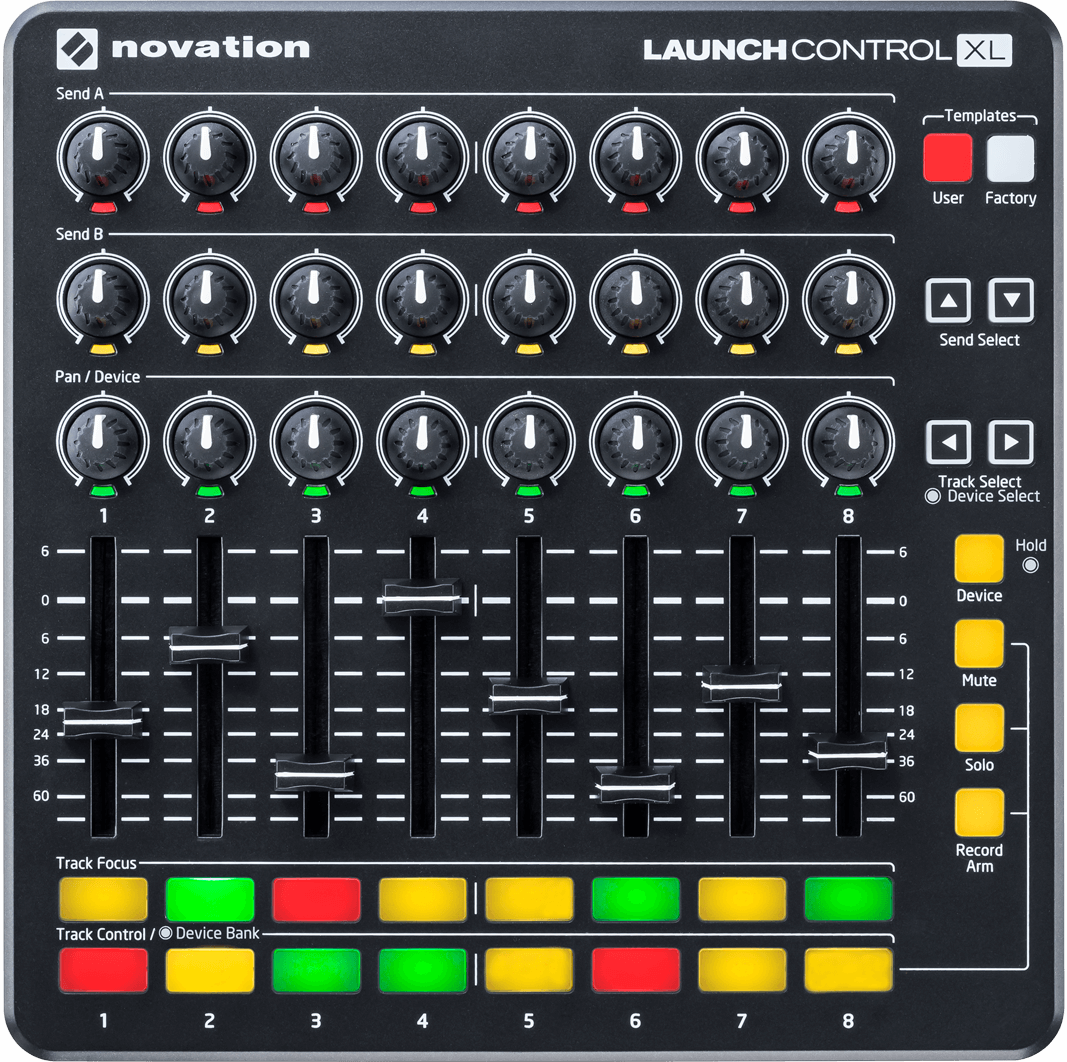 novation
LAUNCHCONTROL XL
Send A
Templates
User Factory
Send B
Send Select
Pan / Device
Track Select
Device Select
1 2 3 4 5 6 7 8
6 6
0 0
6 6
12 12
18 18
24 24
36 36
60 60
Hold
Device
Mute
Solo
Record
Arm
Track Focus
Track Control / Device Bank
1 2 3 4 5 6 7 8